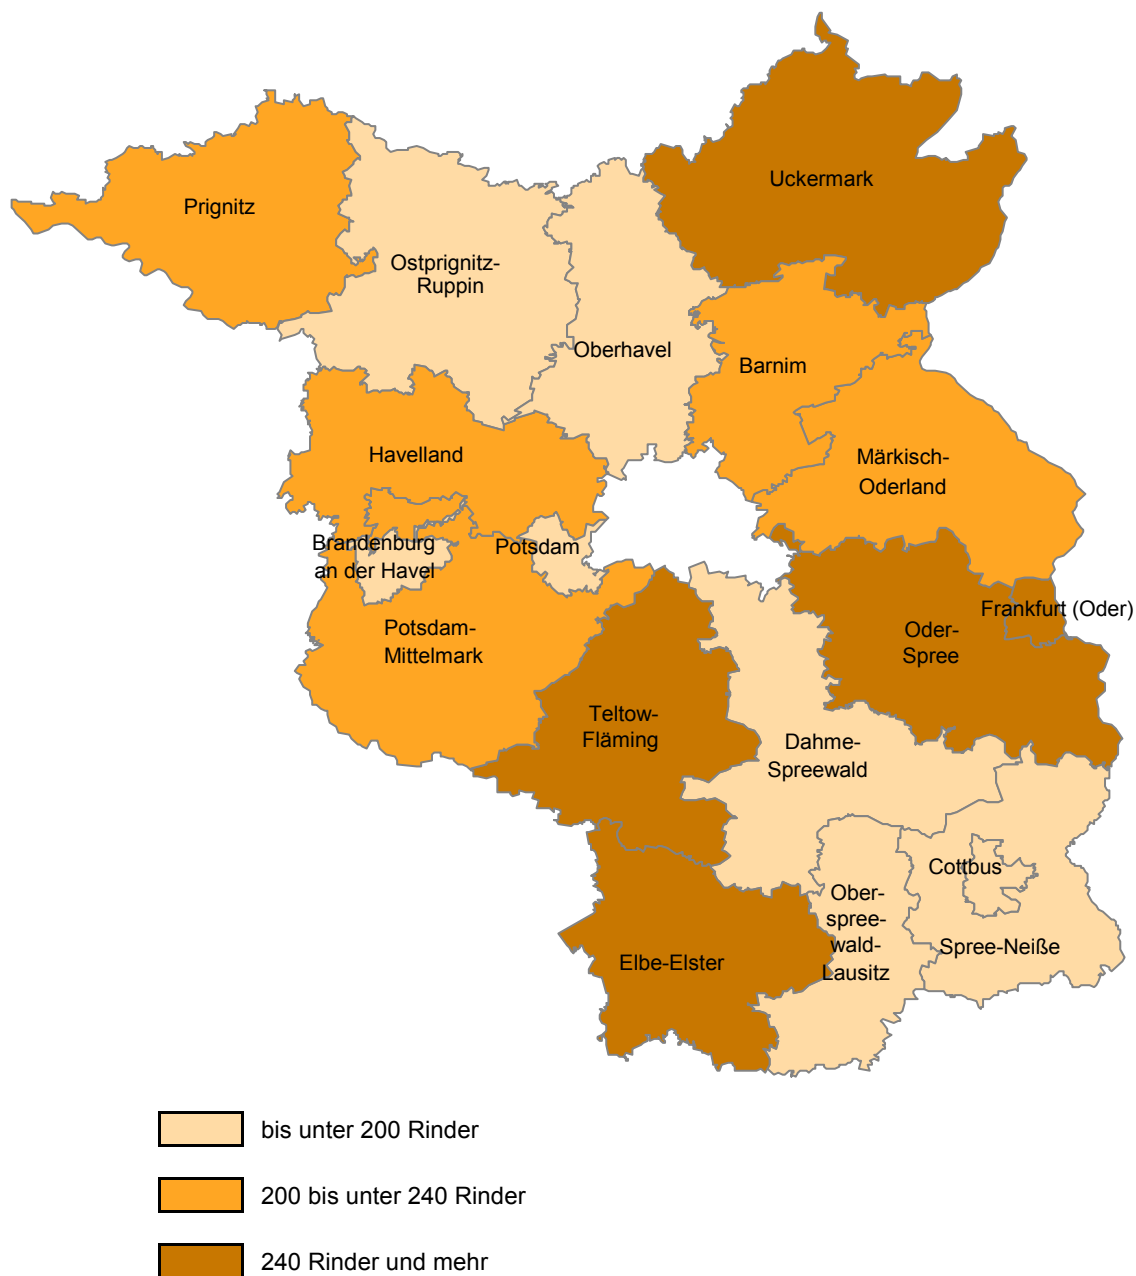 Uckermark
Prignitz
Ostprignitz-
Ruppin
Oberhavel
Barnim
Havelland
Märkisch-
Oderland
Brandenburg
an der Havel
Potsdam
Frankfurt (Oder)
Potsdam-
Mittelmark
Oder-
Spree
Teltow-
Fläming
Dahme-
Spreewald
Cottbus
Ober-
spree-
wald-
Lausitz
Spree-Neiße
Elbe-Elster
bis unter 200 Rinder
200 bis unter 240 Rinder
240 Rinder und mehr